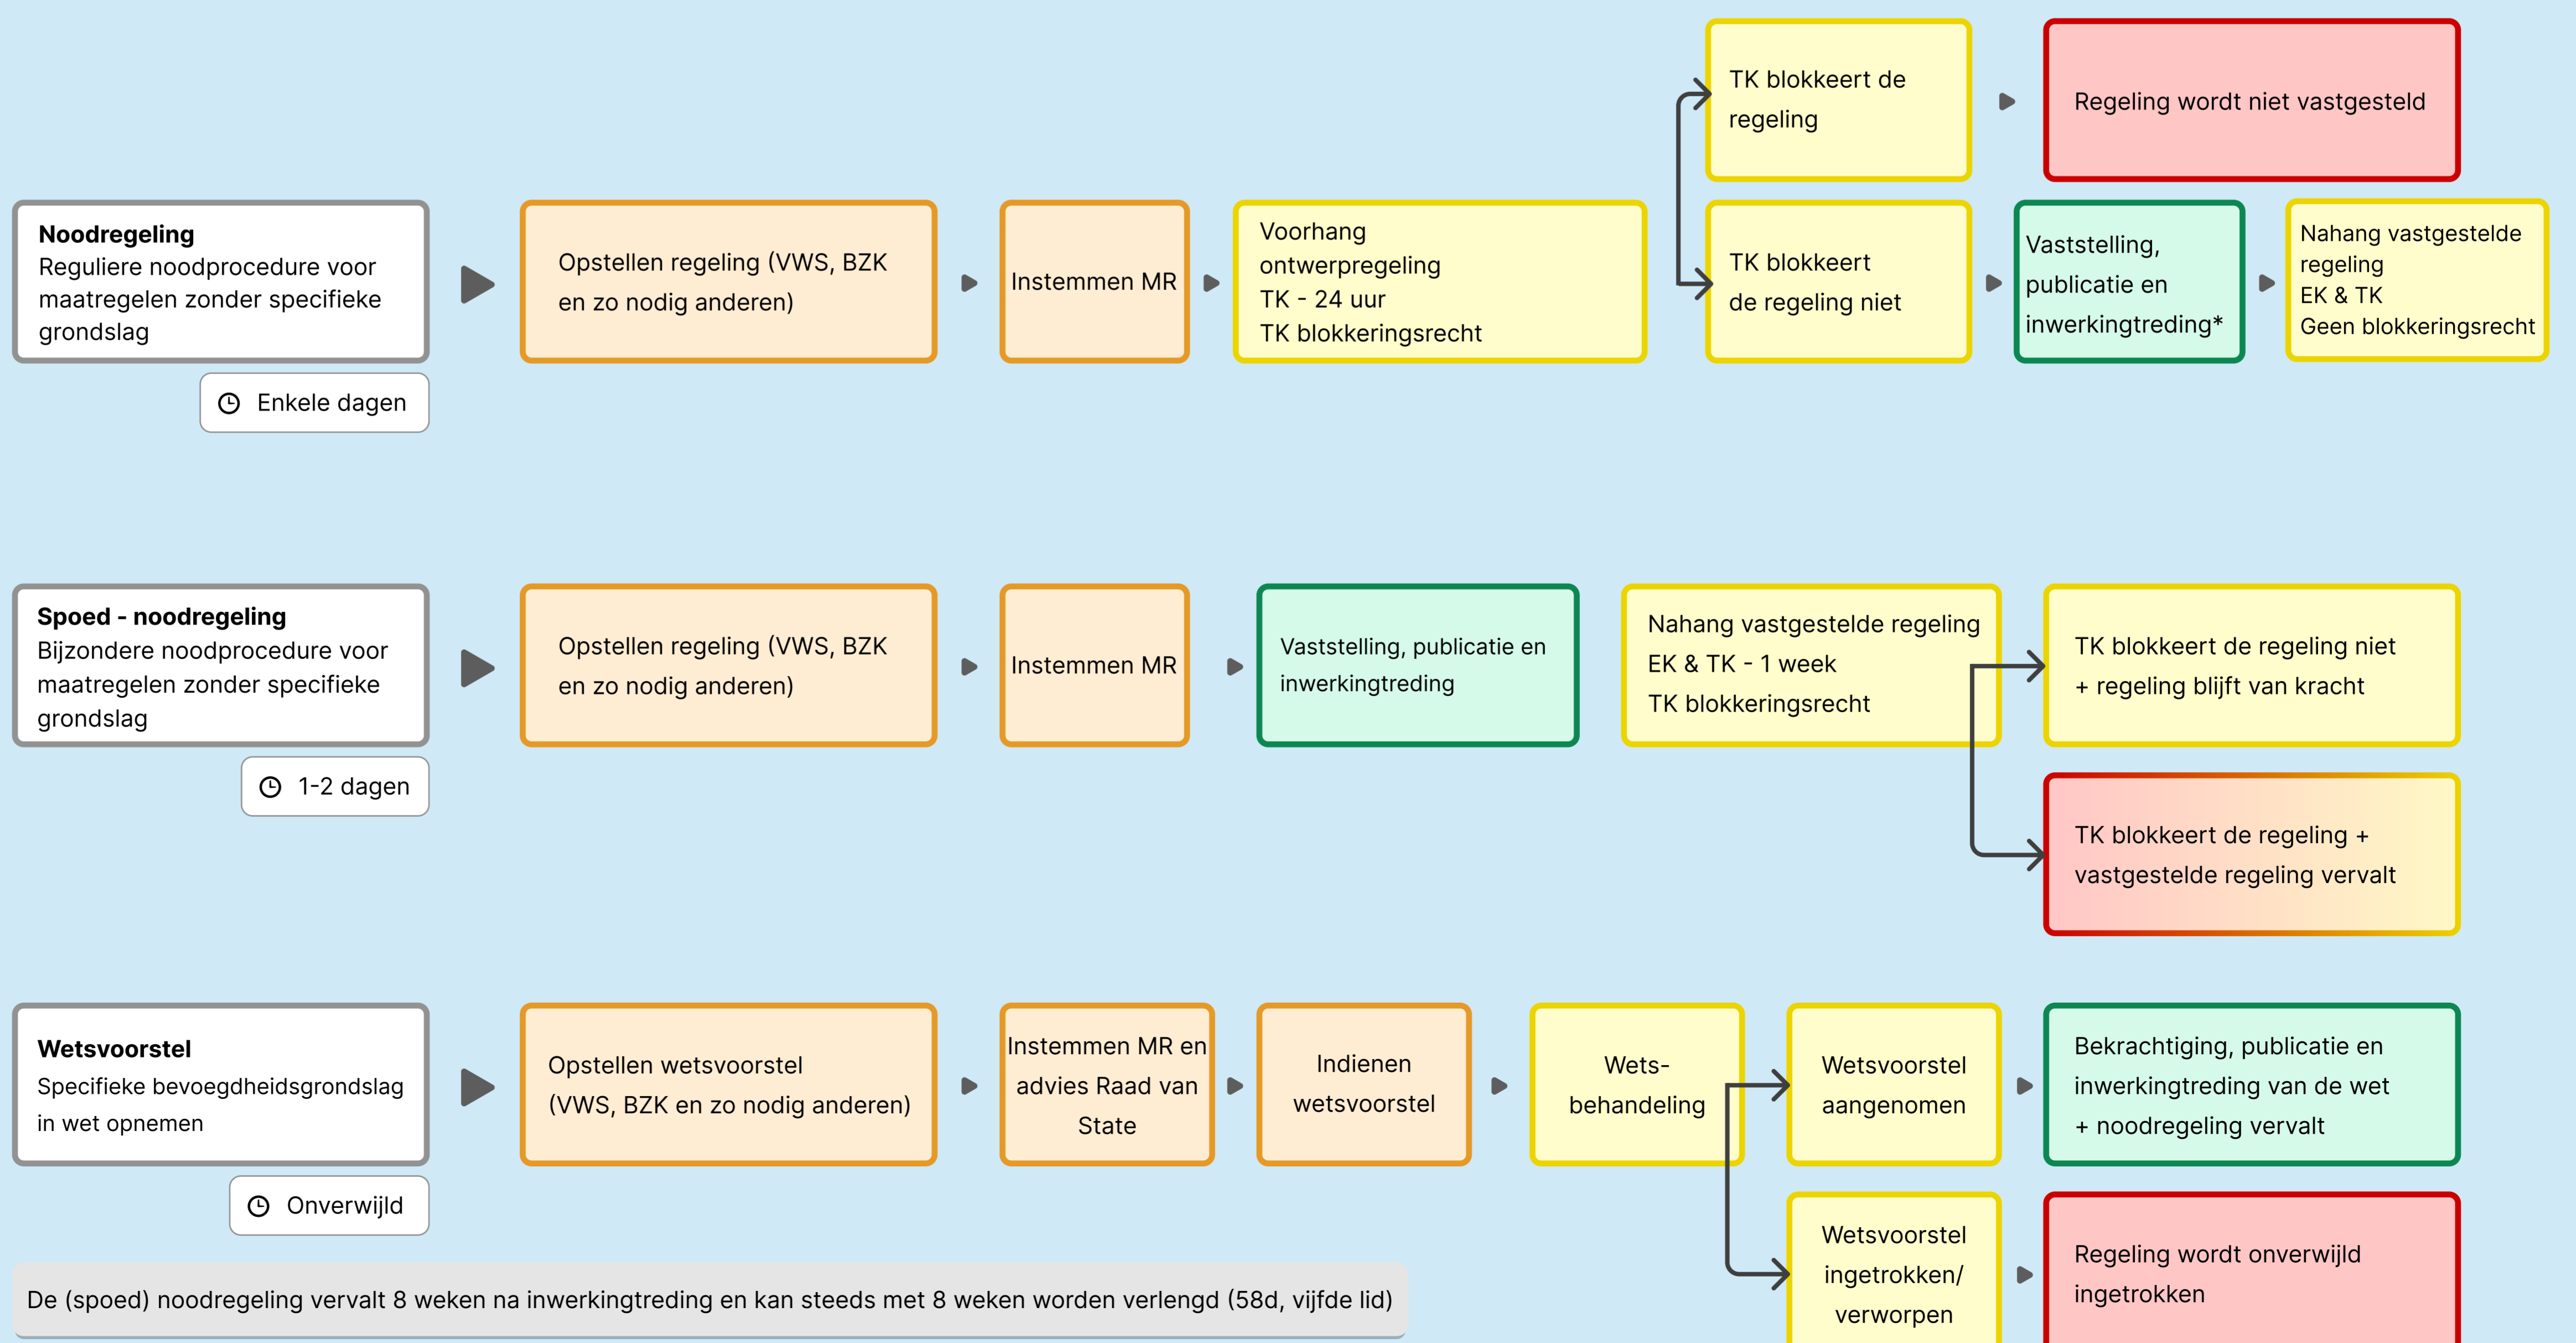 TK blokkeert de
regeling
Regeling wordt niet vastgesteld
Noodregeling
Reguliere noodprocedure voor
maatregelen zonder specifieke
grondslag
Enkele dagen
Opstellen regeling (VWS, BZK
en zo nodig anderen)
Instemmen MR
Voorhang
ontwerpregeling
TK - 24 uur
TK blokkeringsrecht
TK blokkeert
de regeling niet
Vaststelling,
publicatie en
inwerkingtreding*
Nahang vastgestelde
regeling
EK & TK
Geen blokkeringsrecht
Spoed - noodregeling
Bijzondere noodprocedure voor
maatregelen zonder specifieke
grondslag
1-2 dagen
Opstellen regeling (VWS, BZK
en zo nodig anderen)
Instemmen MR
Vaststelling, publicatie en
inwerkingtreding
Nahang vastgestelde regeling
EK & TK - 1 week
TK blokkeringsrecht
TK blokkeert de regeling niet
+ regeling blijft van kracht
TK blokkeert de regeling +
vastgestelde regeling vervalt
Wetsvoorstel
Specifieke bevoegdheidsgrondslag
in wet opnemen
Onverwijld
Opstellen wetsvoorstel
(VWS, BZK en zo nodig anderen)
Instemmen MR en
advies Raad van
State
Indienen
wetsvoorstel
Wets-
behandeling
Wetsvoorstel
aangenomen
Bekrachtiging, publicatie en
inwerkingtreding van de wet
+ noodregeling vervalt
Wetsvoorstel
ingetrokken/
verworpen
Regeling wordt onverwijld
ingetrokken
De (spoed) noodregeling vervalt 8 weken na inwerkingtreding en kan steeds met 8 weken worden verlengd (58d, vijfde lid)